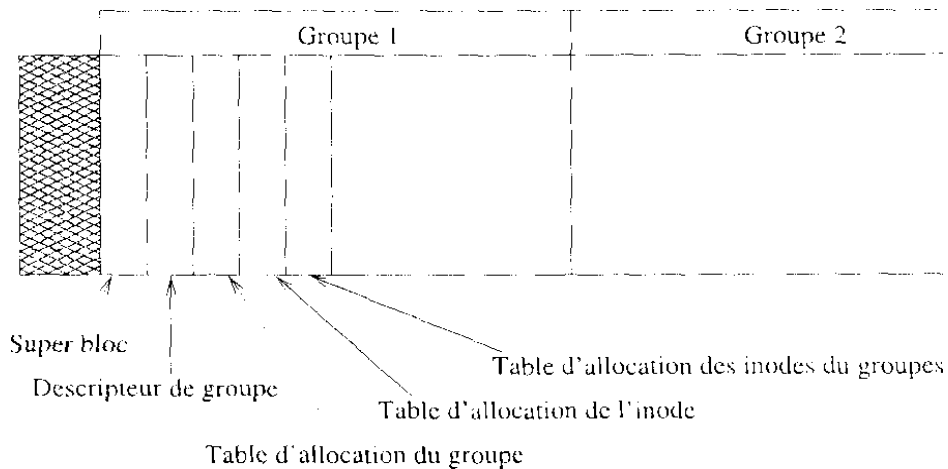 Groupe 1
Groupe 2
Super bloc
Descripteur de groupe
Table d'allocation des inodes du groupes
Table d'allocation de l'inode
Table d'allocation du groupe